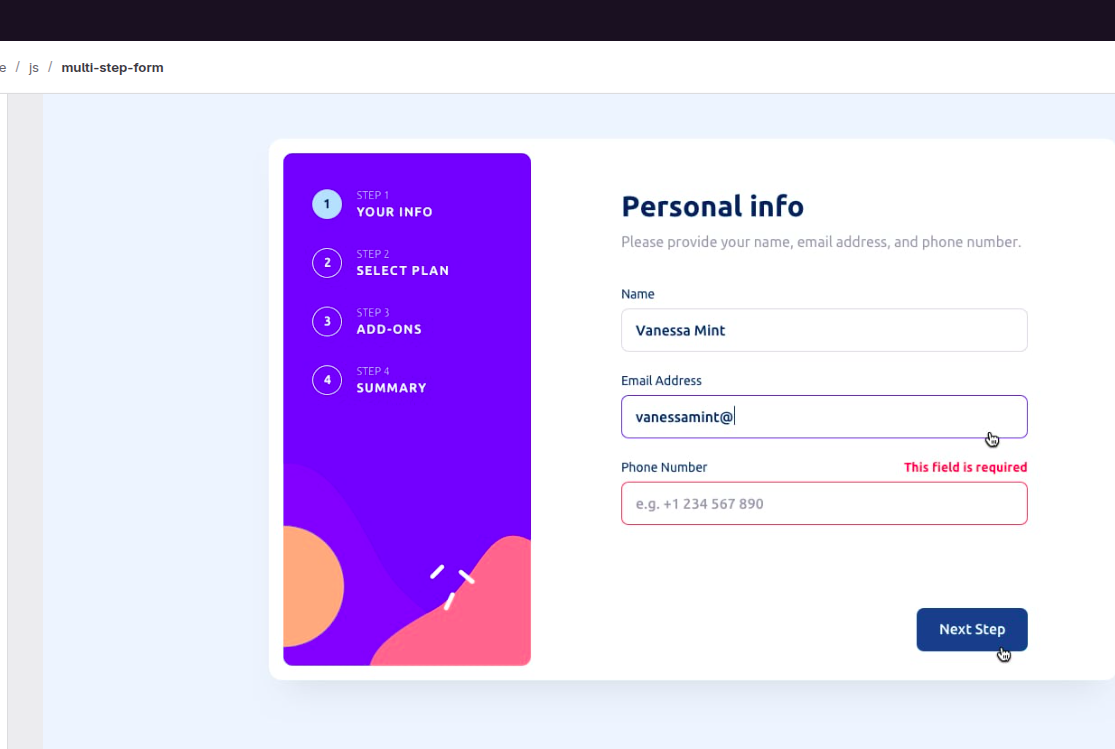 e / js / multi-step-form
1
STEP 1
YOUR INFO
2
STEP 2
SELECT PLAN
3
STEP 3
ADD-ONS
4
STEP 4
SUMMARY
Personal info
Please provide your name, email address, and phone number.
Name
Vanessa Mint
Email Address
vanessamint@
Phone Number
This field is required
e.g. +1 234 567 890
Next Step